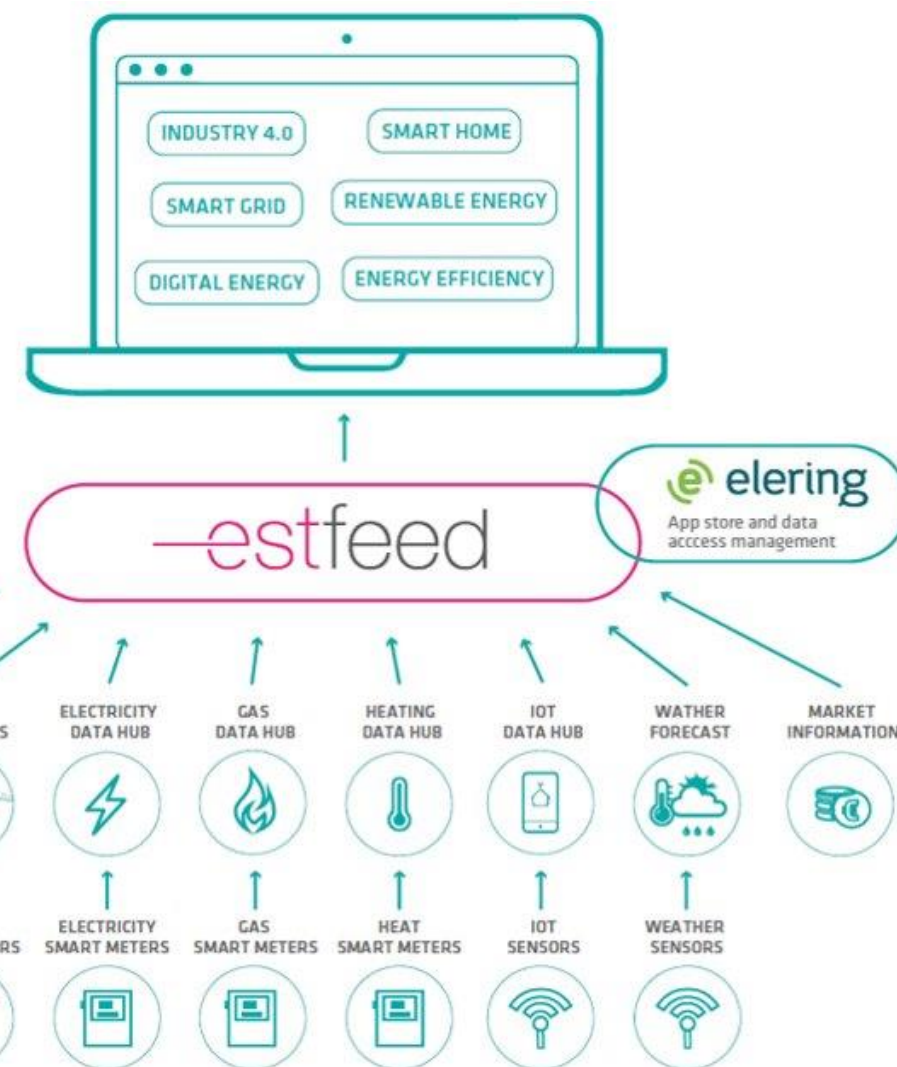 INDUSTRY 4.0
SMART HOME
SMART GRID
RENEWABLE ENERGY
DIGITAL ENERGY
ENERGY EFFICIENCY
estfeed
e elering
App store and data
acccess management
S
ELECTRICITY
DATA HUB
GAS
DATA HUB
HEATING
DATA HUB
IOT
DATA HUB
WATHER
FORECAST
MARKET
INFORMATION
RS
ELECTRICITY
SMART METERS
GAS
SMART METERS
HEAT
SMART METERS
IOT
SENSORS
WEATHER
SENSORS